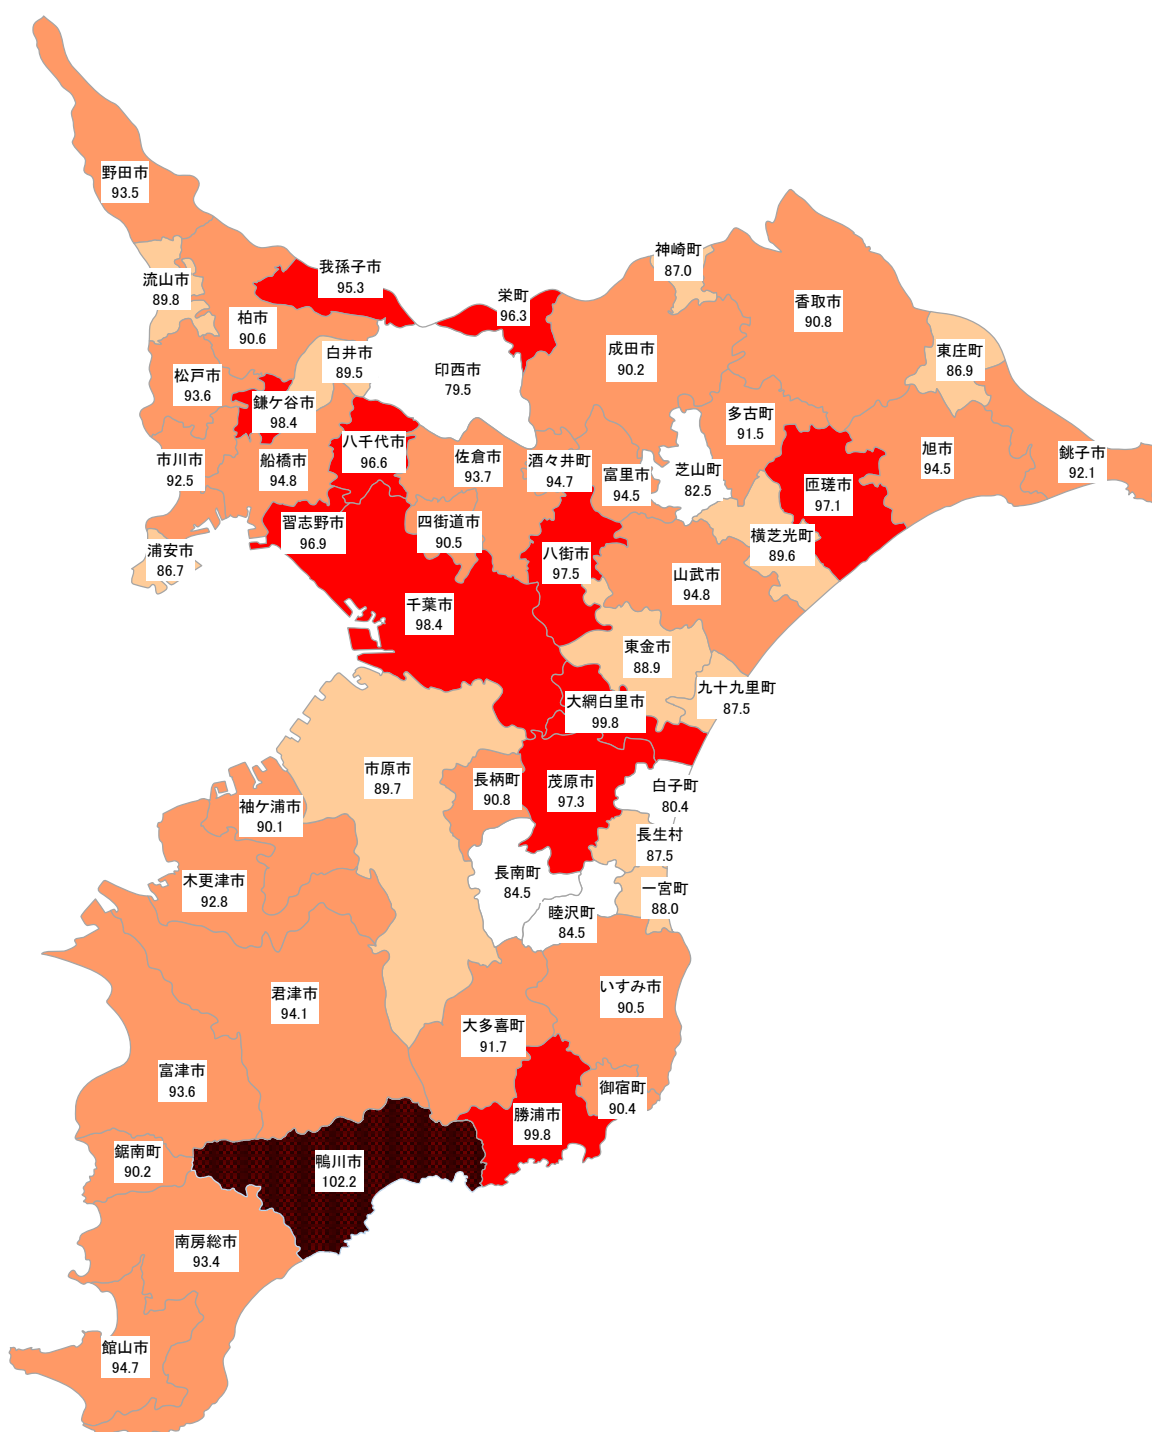 野田市
93.5
流山市
89.8
我孫子市
95.3
栄町
96.3
神崎町
87.0
香取市
90.8
柏市
90.6
白井市
89.5
印西市
79.5
成田市
90.2
東庄町
86.9
松戸市
93.6
鎌ケ谷市
98.4
八千代市
96.6
多古町
91.5
市川市
92.5
船橋市
94.8
佐倉市
93.7
酒々井町
94.7
富里市
94.5
芝山町
82.5
匝瑳市
97.1
旭市
94.5
銚子市
92.1
浦安市
86.7
習志野市
96.9
四街道市
90.5
八街市
97.5
横芝光町
89.6
山武市
94.8
千葉市
98.4
東金市
88.9
九十九里町
87.5
大網白里市
99.8
市原市
89.7
長柄町
90.8
茂原市
97.3
白子町
80.4
袖ケ浦市
90.1
長生村
87.5
木更津市
92.8
長南町
84.5
一宮町
88.0
睦沢町
84.5
君津市
94.1
いすみ市
90.5
大多喜町
91.7
富津市
93.6
御宿町
90.4
勝浦市
99.8
鋸南町
90.2
鴨川市
102.2
南房総市
93.4
館山市
94.7